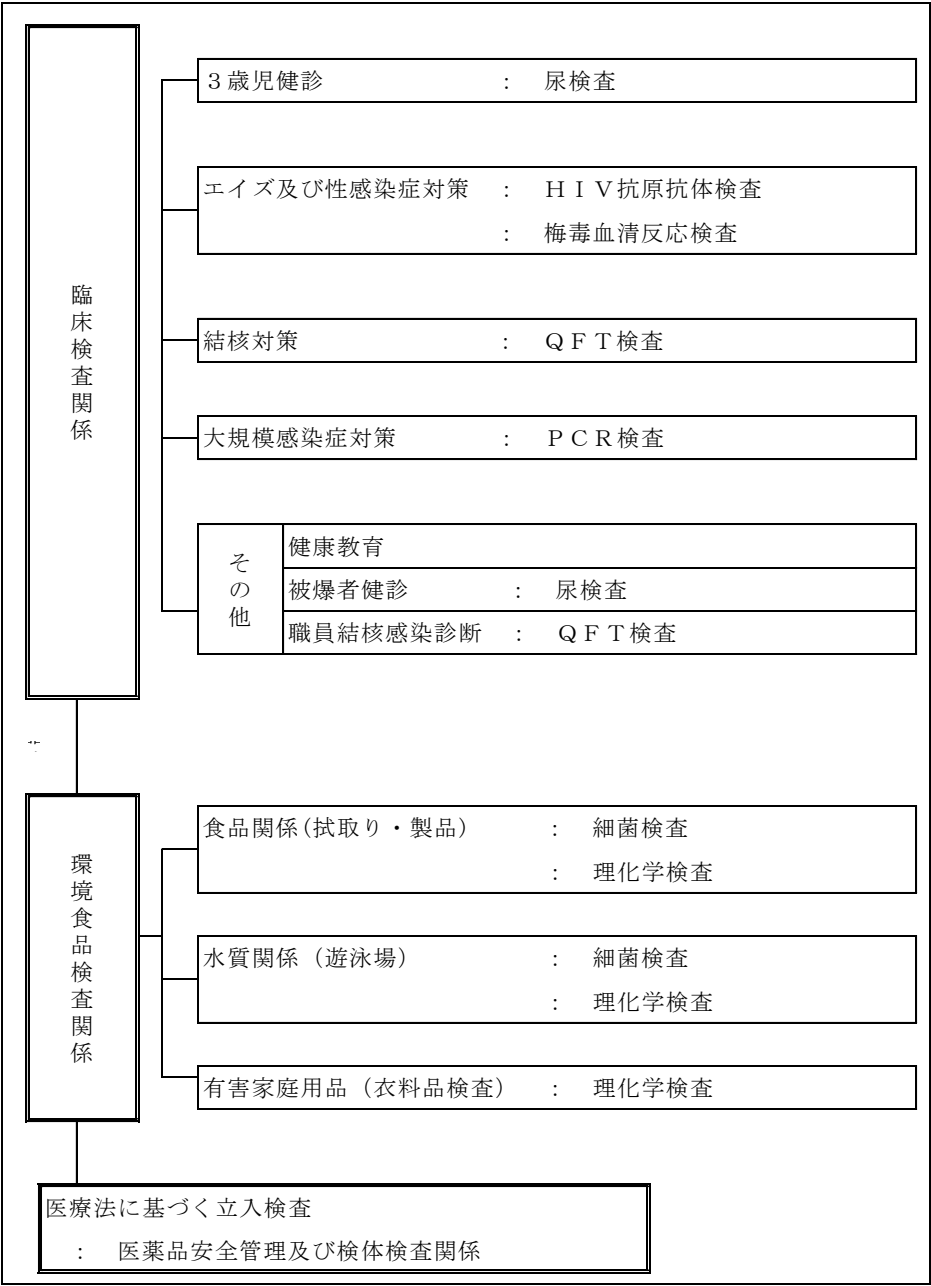 臨床検査関係
３歳児健診 : 尿検査
エイズ及び性感染症対策 : ＨＩＶ抗原抗体検査
: 梅毒血清反応検査
結核対策 : ＱＦＴ検査
大規模感染症対策 : ＰＣＲ検査
その他
健康教育
被爆者健診 : 尿検査
職員結核感染診断 : ＱＦＴ検査
環境食品検査関係
食品関係(拭取り・製品) : 細菌検査
: 理化学検査
水質関係（遊泳場） : 細菌検査
: 理化学検査
有害家庭用品（衣料品検査） : 理化学検査
医療法に基づく立入検査
: 医薬品安全管理及び検体検査関係